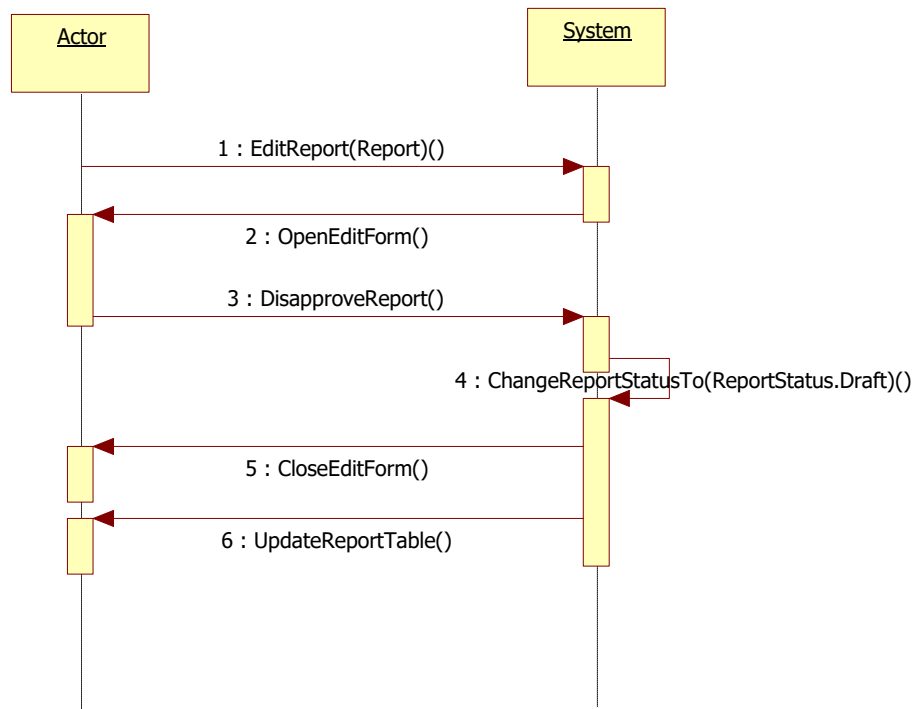 Actor
System
1 : EditReport(Report)()
2 : OpenEditForm()
3 : DisapproveReport()
4 : ChangeReportStatusTo(ReportStatus.Draft)()
5 : CloseEditForm()
6 : UpdateReportTable()